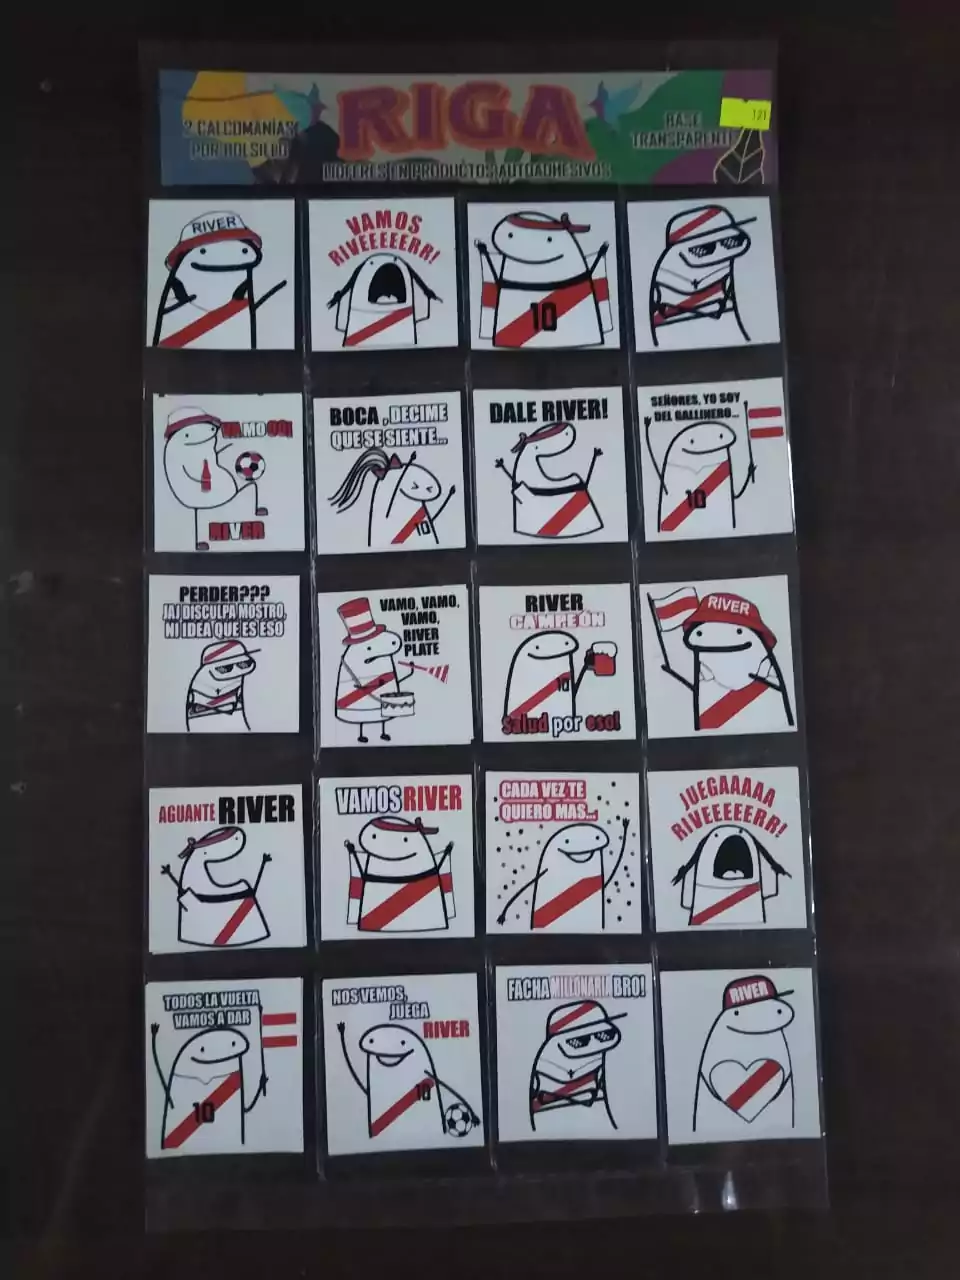 2 CALCOMANÍAS
POR BOLSILLO
RIGA
LIDERES EN PRODUCTOS AUTOADHESIVOS
BASE
TRANSPARENTE
121
RIVER
VAMOS
RIVEEEEERR!
10
VAMO OO!
RIVER
BOCA, DECIME
QUE SE SIENTE...
10
DALE RIVER!
SEÑORES, YO SOY
DEL GALLINERO...
10
PERDER???
JAJ DISCULPA MOSTRO,
NI IDEA QUE ES ESO
VAMO, VAMO,
VAMO,
RIVER
PLATE
RIVER
CAMPEÓN
10
salud por eso!
RIVER
AGUANTE RIVER
VAMOS RIVER
CADA VEZ TE
QUIERO MAS...
JUEGAAAAA
RIVEEEEERR!
TODOS LA VUELTA
VAMOS A DAR
10
NOS VEMOS,
JUEGA
RIVER
10
FACHA MILLONARIA BRO!
RIVER